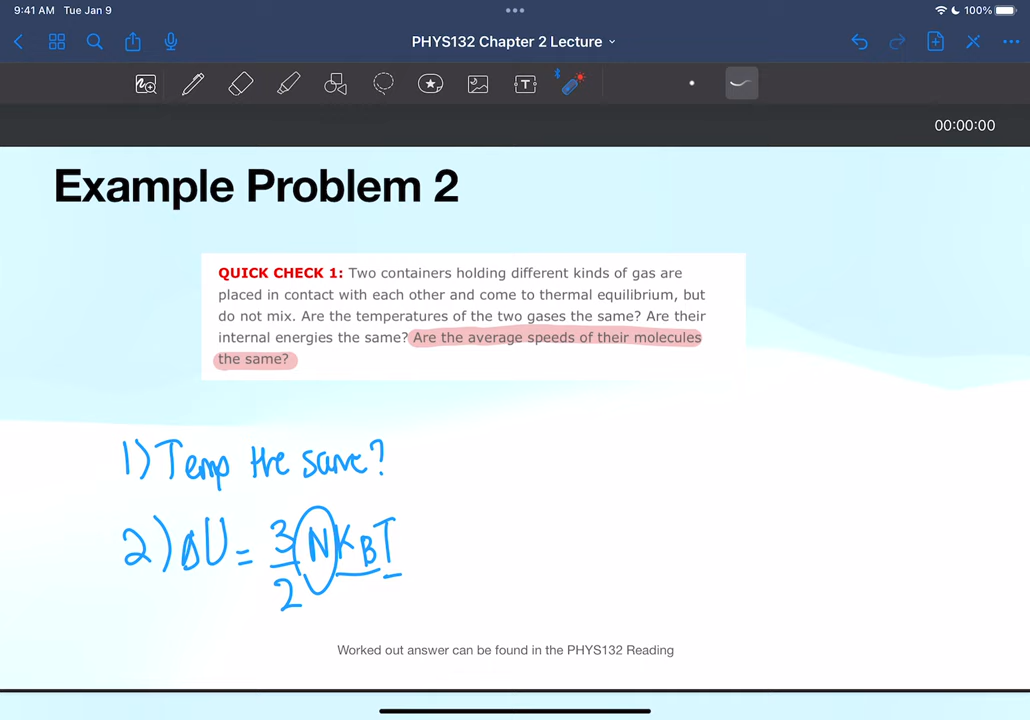 9:41 AM Tue Jan 9
100%
PHYS132 Chapter 2 Lecture
T
00:00:00
Example Problem 2
QUICK CHECK 1: Two containers holding different kinds of gas are
placed in contact with each other and come to thermal equilibrium, but
do not mix. Are the temperatures of the two gases the same? Are their
internal energies the same? Are the average speeds of their molecules
the same?
1) Temp the same?
2) ΔU = 3/2 N K_B T
Worked out answer can be found in the PHYS132 Reading